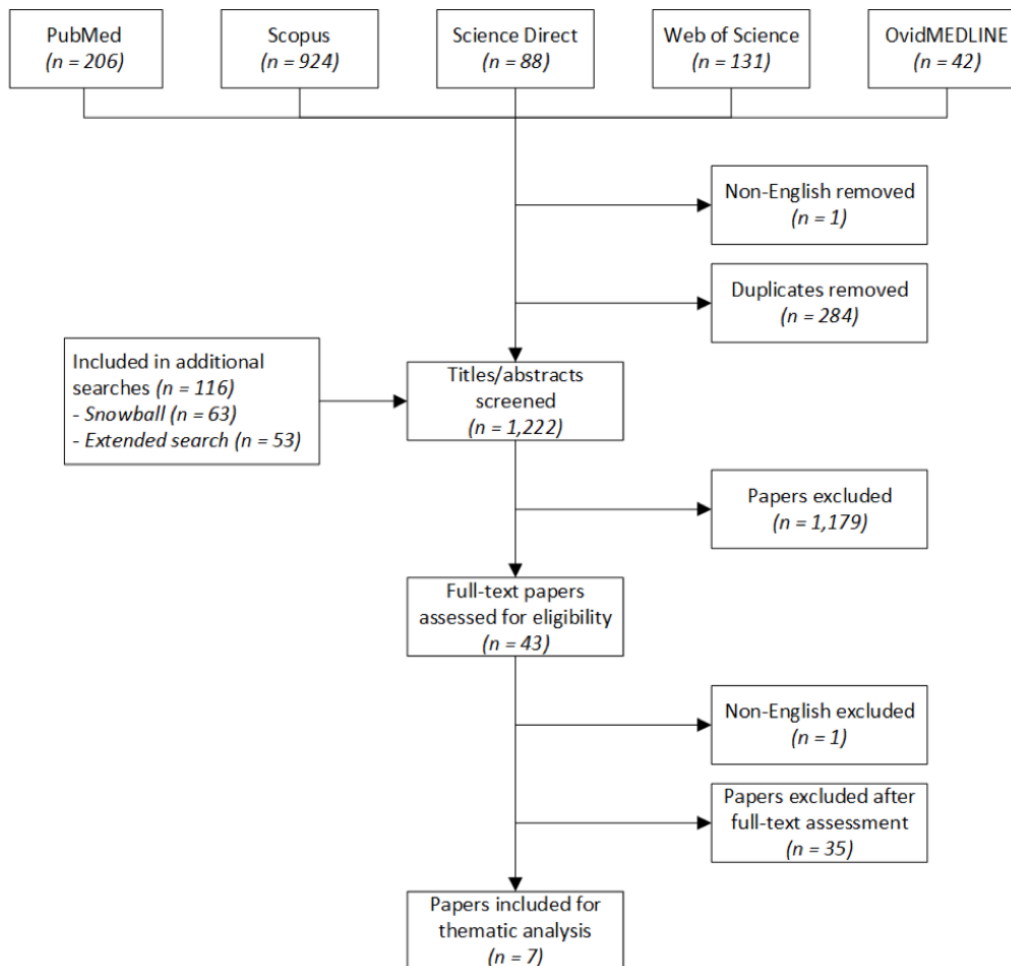 PubMed
(n = 206)
Scopus
(n = 924)
Science Direct
(n = 88)
Web of Science
(n = 131)
OvidMEDLINE
(n = 42)
Non-English removed
(n = 1)
Duplicates removed
(n = 284)
Included in additional
searches (n = 116)
- Snowball (n = 63)
- Extended search (n = 53)
Titles/abstracts
screened
(n = 1,222)
Papers excluded
(n = 1,179)
Full-text papers
assessed for eligibility
(n = 43)
Non-English excluded
(n = 1)
Papers excluded after
full-text assessment
(n = 35)
Papers included for
thematic analysis
(n = 7)